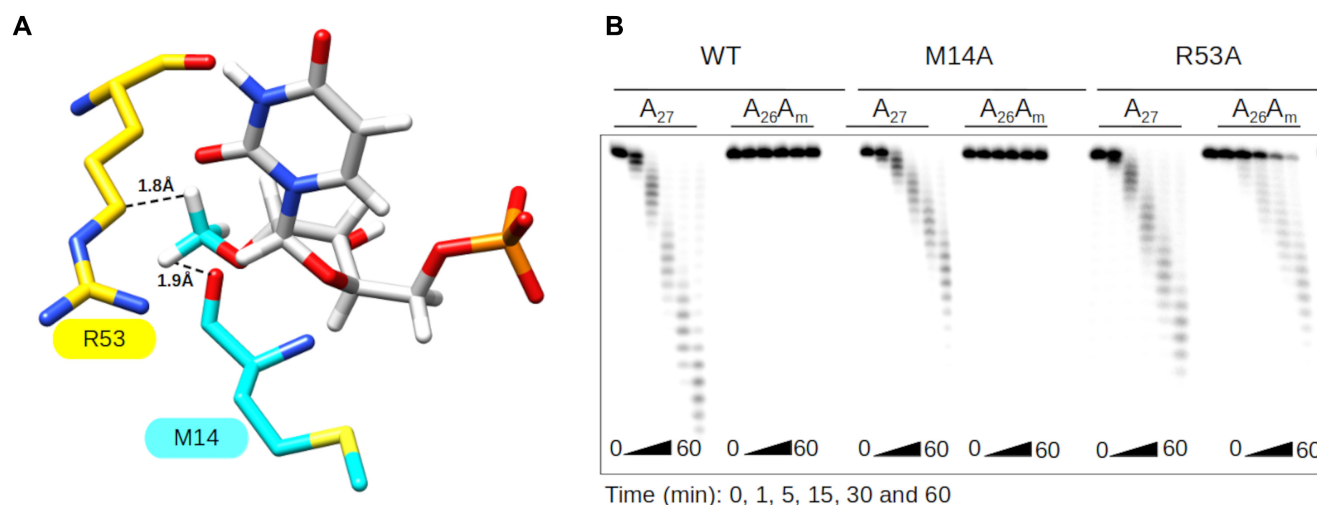 A
1.8Å
1.9Å
R53
M14
B
WT M14A R53A
A27 A26Am A27 A26Am A27 A26Am
0 60 0 60 0 60 0 60 0 60 0 60
Time (min): 0, 1, 5, 15, 30 and 60